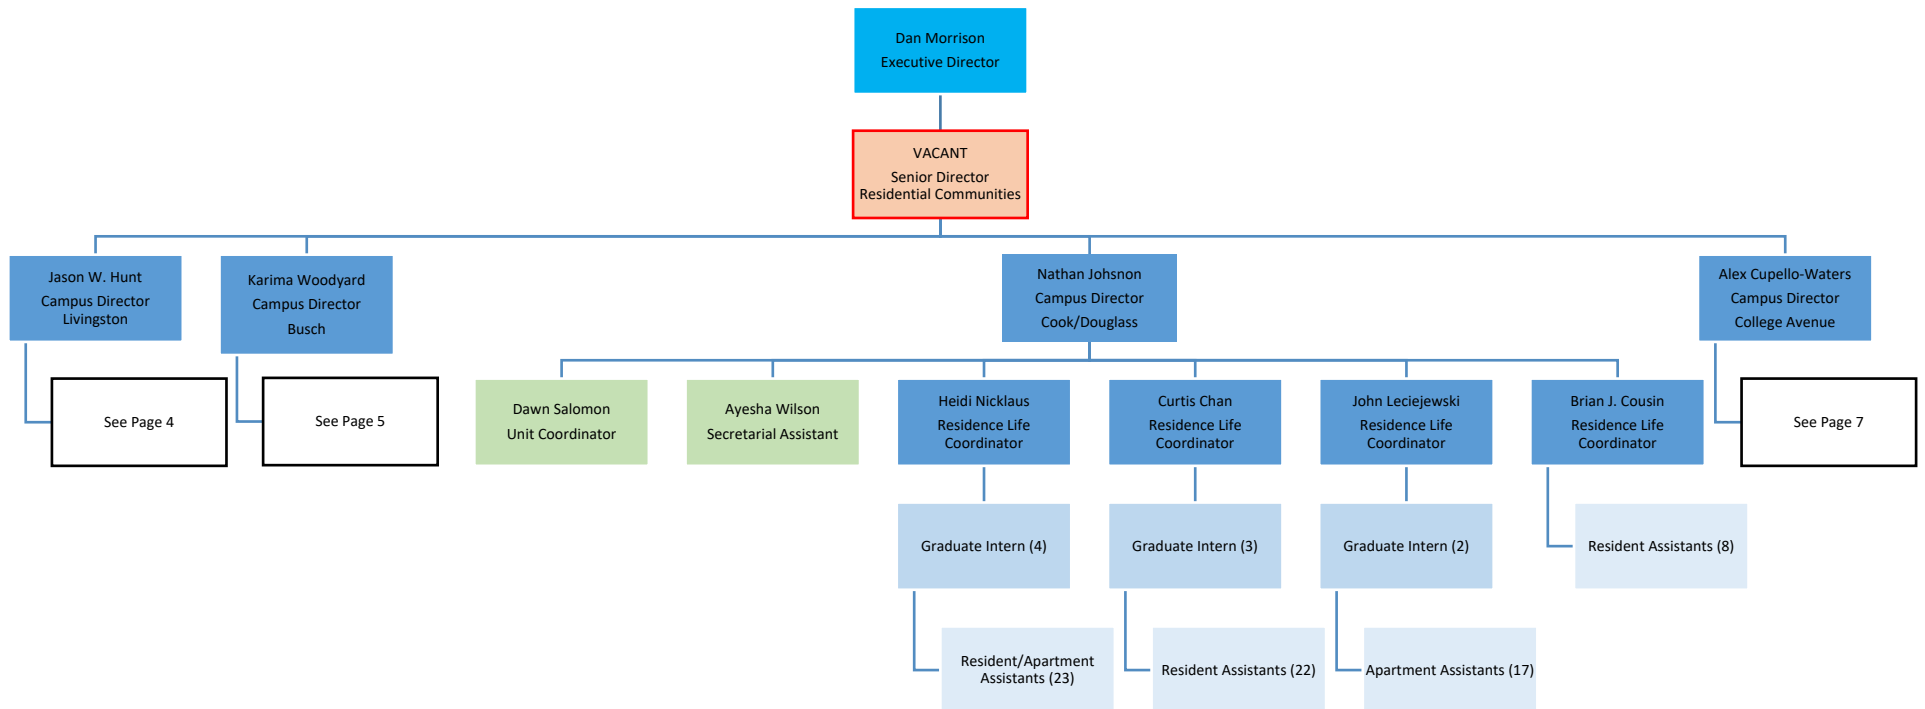 Dan Morrison
Executive Director
VACANT
Senior Director
Residential Communities
Jason W. Hunt
Campus Director
Livingston
Karima Woodyard
Campus Director
Busch
Nathan Johsnon
Campus Director
Cook/Douglass
Alex Cupello-Waters
Campus Director
College Avenue
See Page 4
See Page 5
Dawn Salomon
Unit Coordinator
Ayesha Wilson
Secretarial Assistant
Heidi Nicklaus
Residence Life
Coordinator
Curtis Chan
Residence Life
Coordinator
John Leciejewski
Residence Life
Coordinator
Brian J. Cousin
Residence Life
Coordinator
See Page 7
Graduate Intern (4)
Graduate Intern (3)
Graduate Intern (2)
Resident Assistants (8)
Resident/Apartment
Assistants (23)
Resident Assistants (22)
Apartment Assistants (17)